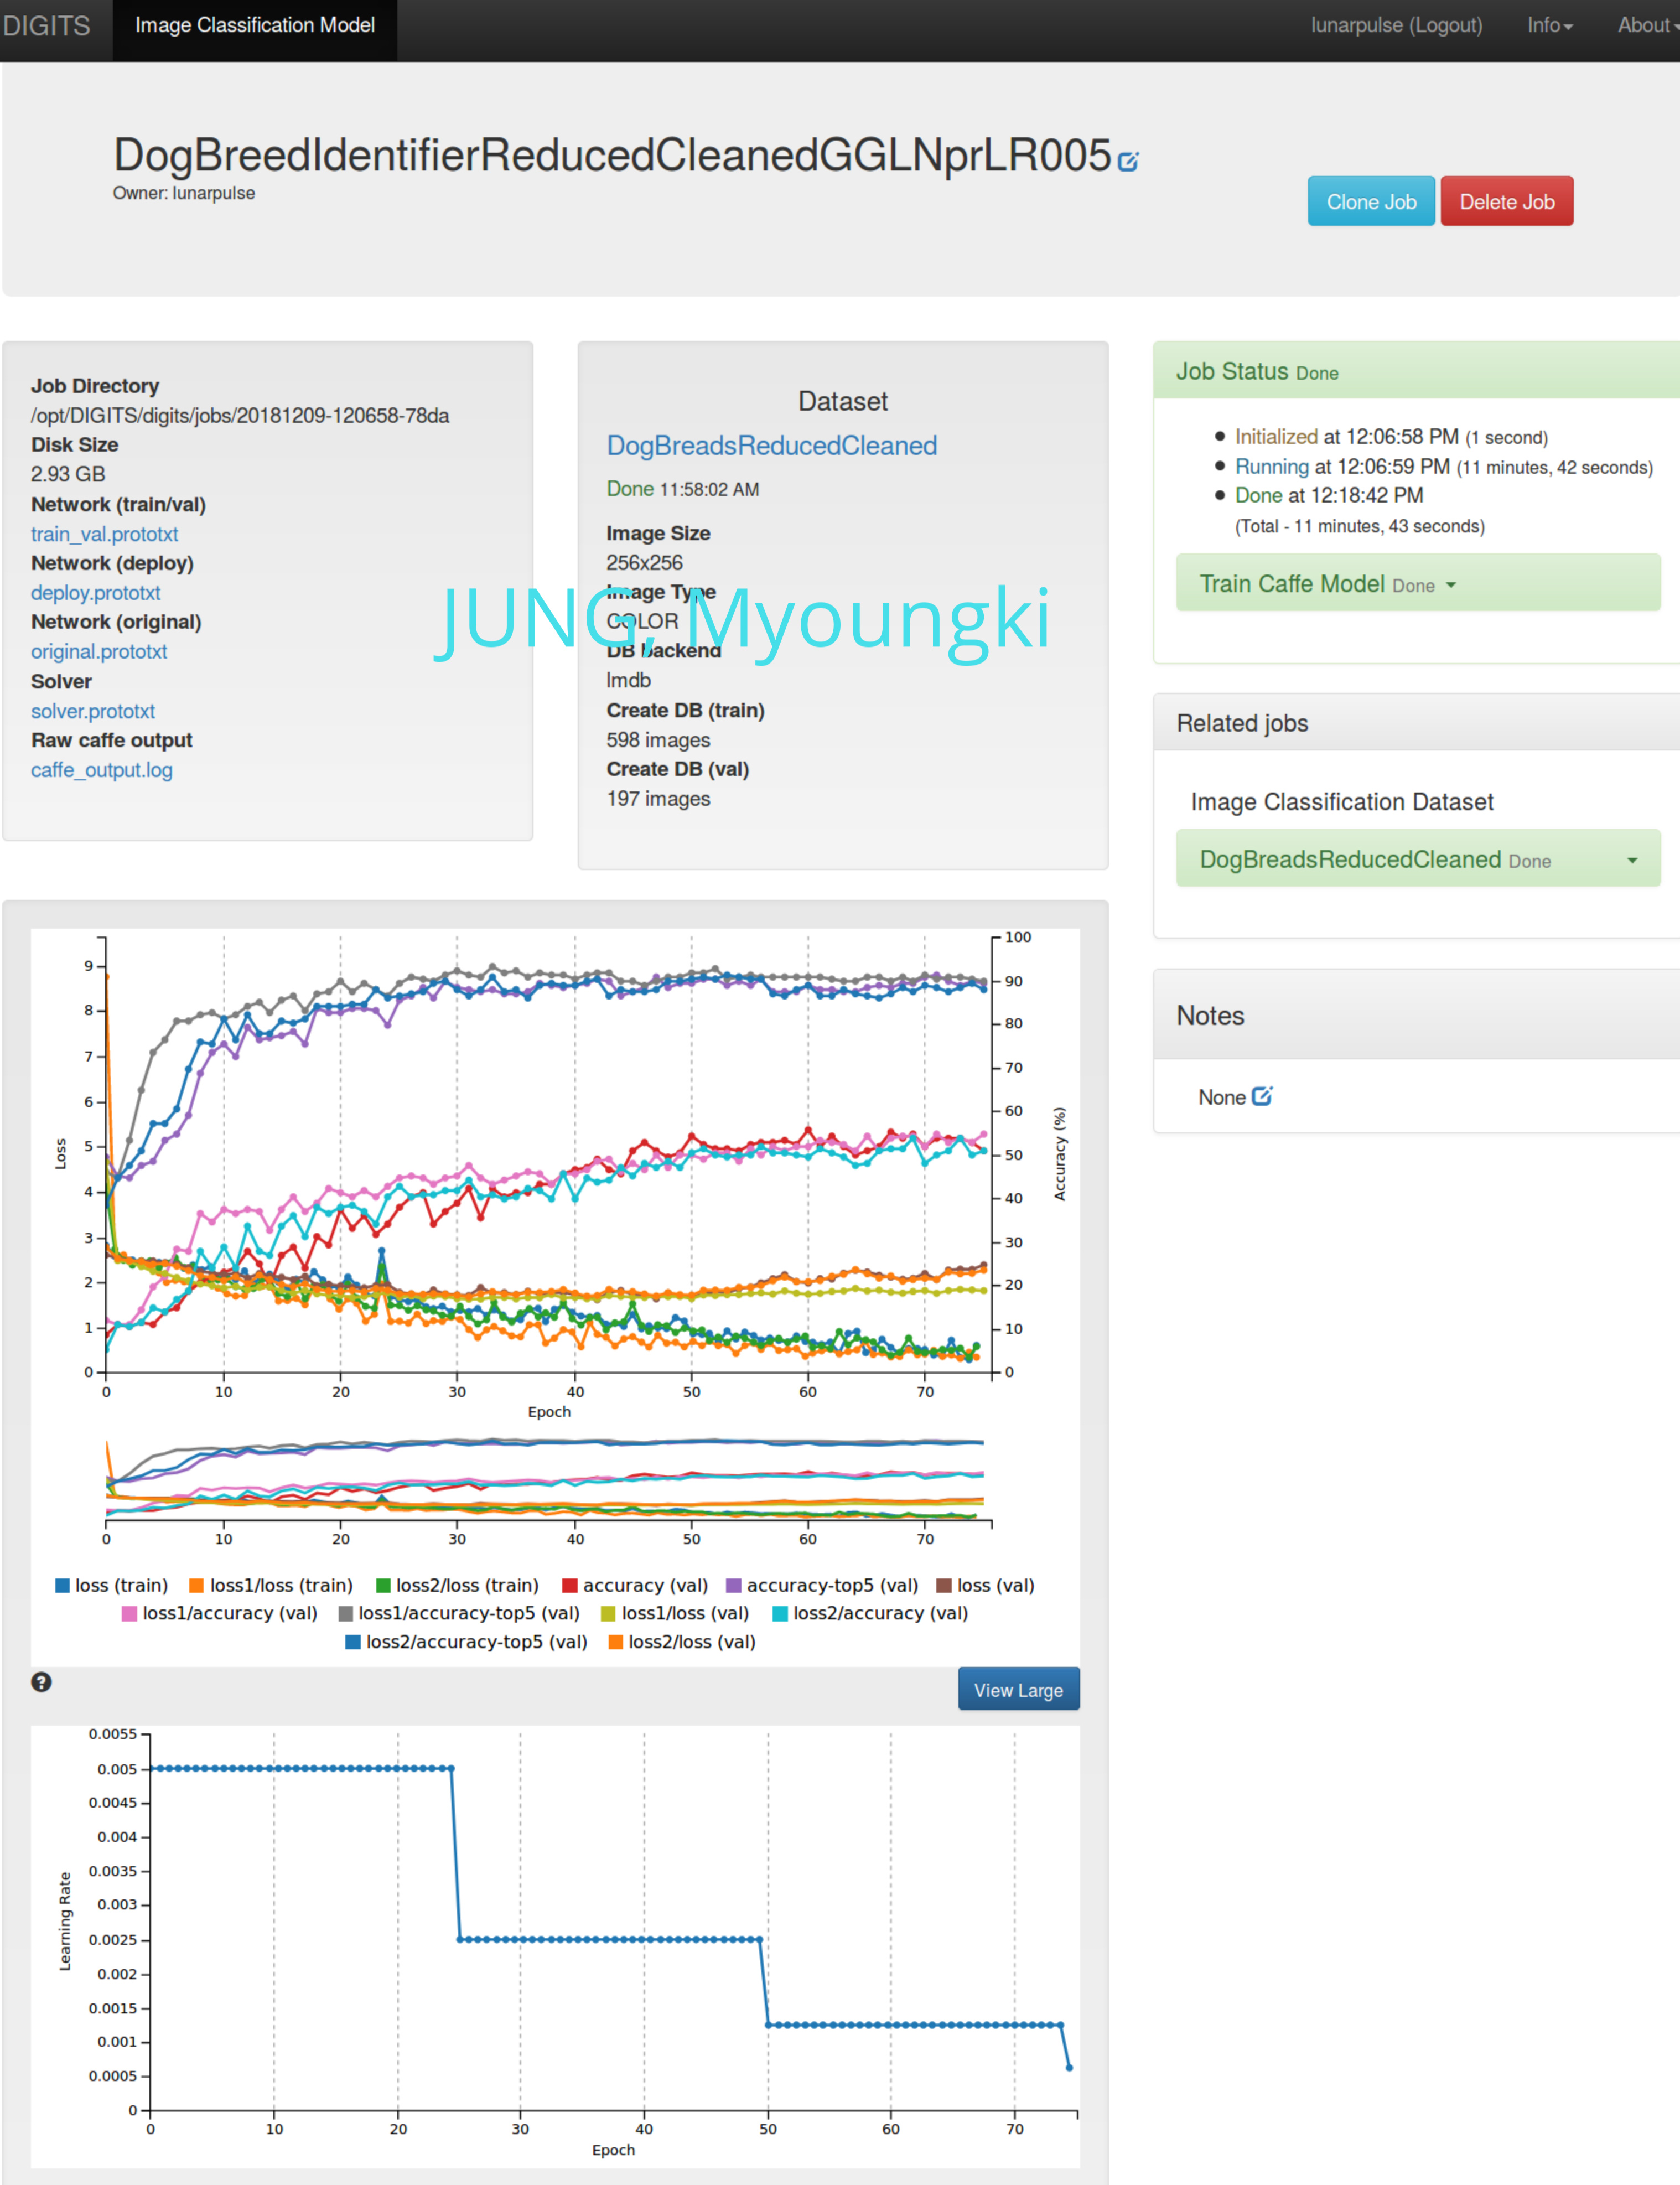 DIGITS Image Classification Model lunarpulse (Logout) Info About
DogBreedIdentifierReducedCleanedGGLNprLR005
Owner: lunarpulse
Clone Job Delete Job
Job Directory
/opt/DIGITS/digits/jobs/20181209-120658-78da
Disk Size
2.93 GB
Network (train/val)
train_val.prototxt
Network (deploy)
deploy.prototxt
Network (original)
original.prototxt
Solver
solver.prototxt
Raw caffe output
caffe_output.log
Dataset
DogBreadsReducedCleaned
Done 11:58:02 AM
Image Size
256x256
Image Type
COLOR
DB Backend
lmdb
Create DB (train)
598 images
Create DB (val)
197 images
JUNG, Myoungki
Job Status Done
Initialized at 12:06:58 PM (1 second)
Running at 12:06:59 PM (11 minutes, 42 seconds)
Done at 12:18:42 PM
(Total - 11 minutes, 43 seconds)
Train Caffe Model Done
Related jobs
Image Classification Dataset
DogBreadsReducedCleaned Done
Notes
None
Loss
9
8
7
6
5
4
3
2
1
0
100
90
80
70
60
50
40
30
20
10
0
Accuracy (%)
0 10 20 30 40 50 60 70
Epoch
0 10 20 30 40 50 60 70
loss (train) loss1/loss (train) loss2/loss (train) accuracy (val) accuracy-top5 (val) loss (val)
loss1/accuracy (val) loss1/accuracy-top5 (val) loss1/loss (val) loss2/accuracy (val)
loss2/accuracy-top5 (val) loss2/loss (val)
?
View Large
Learning Rate
0.0055
0.005
0.0045
0.004
0.0035
0.003
0.0025
0.002
0.0015
0.001
0.0005
0
0 10 20 30 40 50 60 70
Epoch